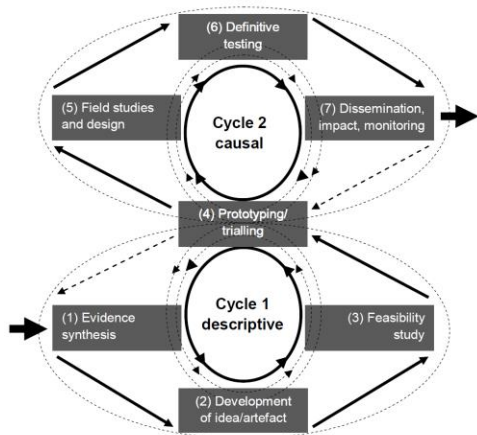 (6) Definitive
testing
(5) Field studies
and design
Cycle 2
causal
(7) Dissemination,
impact, monitoring
(4) Prototyping/
trialling
(1) Evidence
synthesis
Cycle 1
descriptive
(3) Feasibility
study
(2) Development
of idea/artefact